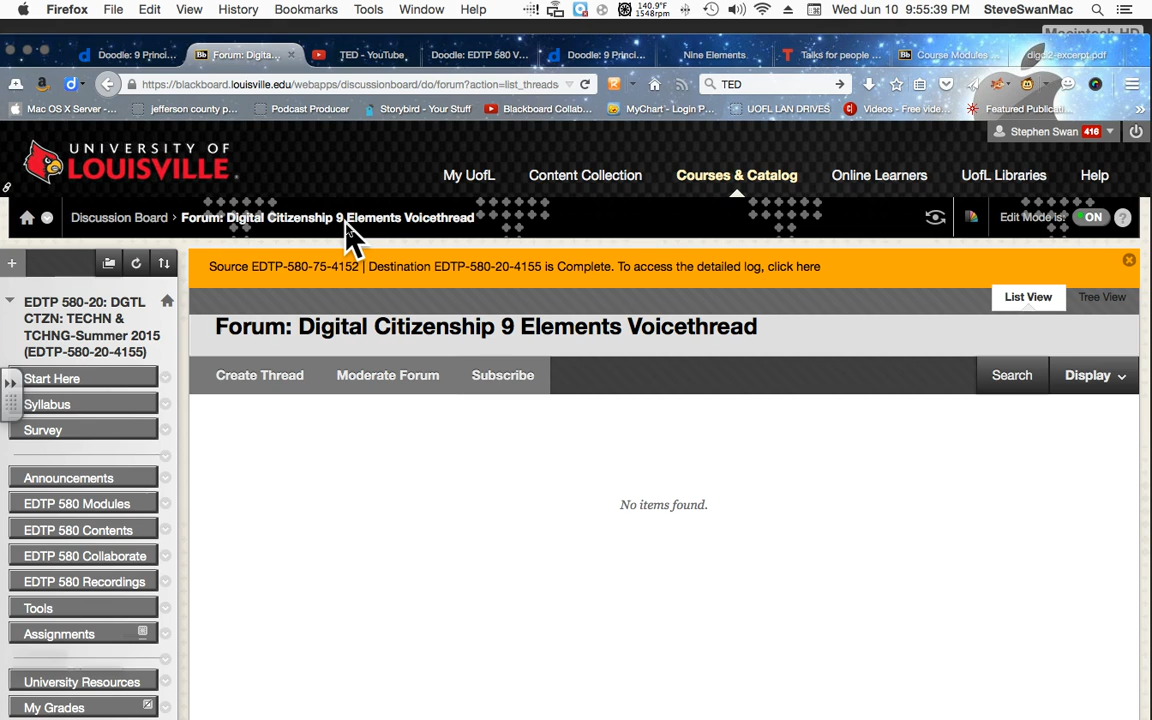 Firefox File Edit View History Bookmarks Tools Window Help 140.9°F 1548rpm Wed Jun 10 9:55:39 PM SteveSwanMac
Macintosh HD
Doodle: 9 Princi... Forum: Digita... TED - YouTube Doodle: EDTP 580 V... Doodle: 9 Princi... Nine Elements Talks for people ... Course Modules ... digcit-excerpt.pdf
https://blackboard.louisville.edu/webapps/discussionboard/do/forum?action=list_threads TED
Mac OS X Server -... jefferson county p... Podcast Producer Storybird - Your Stuff Blackboard Collab... MyChart - Login P... UOFL LAN DRIVES Videos - Free vide... Featured Publicati...
Stephen Swan 416
UNIVERSITY OF
LOUISVILLE.
My UofL Content Collection Courses & Catalog Online Learners UofL Libraries Help
Discussion Board Forum: Digital Citizenship 9 Elements Voicethread Edit Mode is: ON ?
Source EDTP-580-75-4152 | Destination EDTP-580-20-4155 is Complete. To access the detailed log, click here
List View Tree View
Forum: Digital Citizenship 9 Elements Voicethread
Create Thread Moderate Forum Subscribe Search Display
No items found.
EDTP 580-20: DGTL
CTZN: TECHN &
TCHNG-Summer 2015
(EDTP-580-20-4155)
Start Here
Syllabus
Survey
Announcements
EDTP 580 Modules
EDTP 580 Contents
EDTP 580 Collaborate
EDTP 580 Recordings
Tools
Assignments
University Resources
My Grades